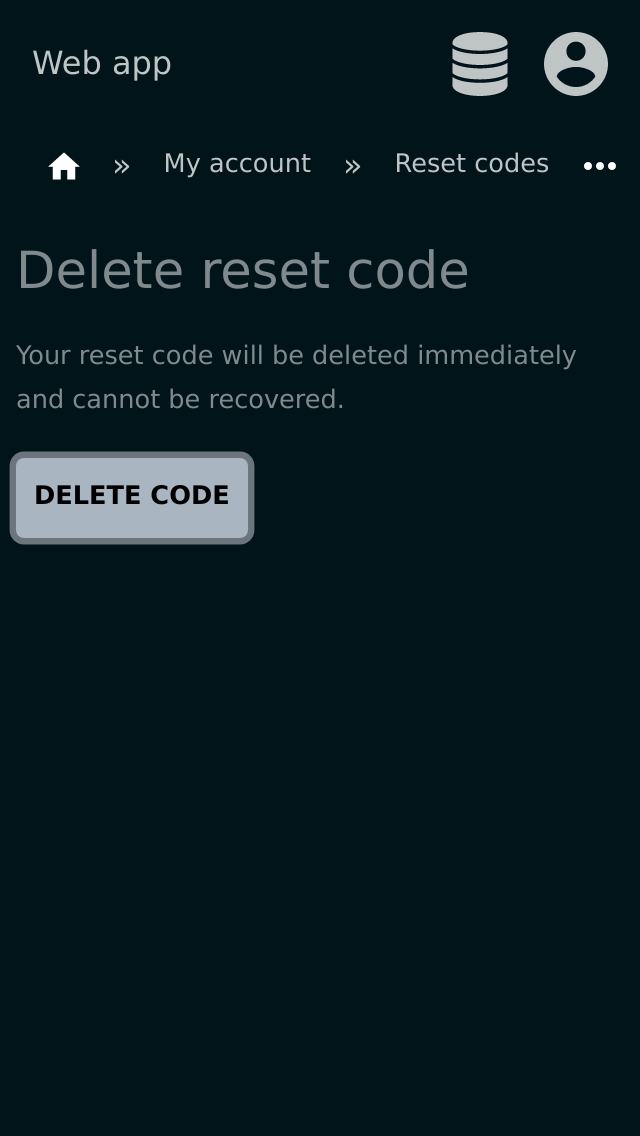 Web app
» My account » Reset codes •••
Delete reset code
Your reset code will be deleted immediately
and cannot be recovered.
DELETE CODE